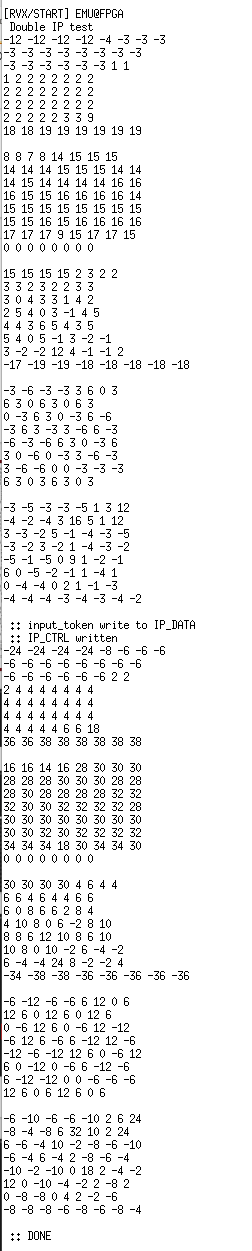 [RVX/START] EMU@FPGA
Double IP test
-12 -12 -12 -12 -4 -3 -3 -3
-3 -3 -3 -3 -3 -3 -3 -3
-3 -3 -3 -3 -3 -3 1 1
1 2 2 2 2 2 2 2
2 2 2 2 2 2 2 2
2 2 2 2 2 2 2 2
2 2 2 2 2 3 3 9
18 18 19 19 19 19 19 19
8 8 7 8 14 15 15 15
14 14 14 15 15 15 14 14
14 14 15 14 14 14 16 16
16 15 15 16 16 16 16 14
15 15 15 15 15 16 16 16
15 15 16 15 16 16 16 16
17 17 17 9 15 17 17 15
0 0 0 0 0 0 0 0
15 15 15 15 2 3 2 2
3 3 2 3 2 2 3 3
3 0 4 3 3 1 4 2
2 5 4 0 3 -1 4 5
4 4 3 6 5 4 3 5
5 4 0 5 -1 3 -2 -1
3 -2 -2 12 4 -1 -1 2
-17 -19 -19 -18 -18 -18 -18 -18
-3 -6 -3 -3 3 6 0 3
6 3 0 6 3 0 6 3
0 -3 6 3 0 -3 6 -6
-3 6 3 -3 3 -6 6 -3
-6 -3 -6 6 3 0 -3 6
3 0 -6 0 -3 3 -6 -3
3 -6 -6 0 0 -3 -3 -3
6 3 0 3 6 3 0 3
-3 -5 -3 -3 -5 1 3 12
-4 -2 -4 3 16 5 1 12
3 -3 -2 5 -1 -4 -3 -5
-3 -2 3 -2 1 -4 -3 -2
-5 -1 -5 0 9 1 -2 -1
6 0 -5 -2 -1 1 -4 1
0 -4 -4 0 2 1 -1 -3
-4 -4 -4 -3 -4 -3 -4 -2
:: input_token write to IP_DATA
:: IP_CTRL written
-24 -24 -24 -24 -8 -6 -6 -6
-6 -6 -6 -6 -6 -6 -6 -6
-6 -6 -6 -6 -6 -6 2 2
2 4 4 4 4 4 4 4
4 4 4 4 4 4 4 4
4 4 4 4 4 4 4 4
4 4 4 4 4 6 6 18
36 36 38 38 38 38 38 38
16 16 14 16 28 30 30 30
28 28 28 30 30 30 28 28
28 28 30 28 28 28 32 32
32 30 30 32 32 32 32 28
30 30 30 30 30 32 32 32
30 30 32 30 32 32 32 32
34 34 34 18 30 34 34 30
0 0 0 0 0 0 0 0
30 30 30 30 4 6 4 4
6 6 4 6 4 4 6 6
6 0 8 6 6 2 8 4
4 10 8 0 6 -2 8 10
8 8 6 12 10 8 6 10
10 8 0 10 -2 6 -4 -2
6 -4 -4 24 8 -2 -2 4
-34 -38 -38 -36 -36 -36 -36 -36
-6 -12 -6 -6 6 12 0 6
12 6 0 12 6 0 12 6
0 -6 12 6 0 -6 12 -12
-6 12 6 -6 6 -12 12 -6
-12 -6 -12 12 6 0 -6 12
6 0 -12 0 -6 6 -12 -6
6 -12 -12 0 0 -6 -6 -6
12 6 0 6 12 6 0 6
-6 -10 -6 -6 -10 2 6 24
-8 -4 -8 6 32 10 2 24
6 -6 -4 10 -2 -8 -6 -10
-6 -4 6 -4 2 -8 -6 -4
-10 -2 -10 0 18 2 -4 -2
12 0 -10 -4 -2 2 -8 2
0 -8 -8 0 4 2 -2 -6
-8 -8 -8 -6 -8 -6 -8 -4
:: DONE